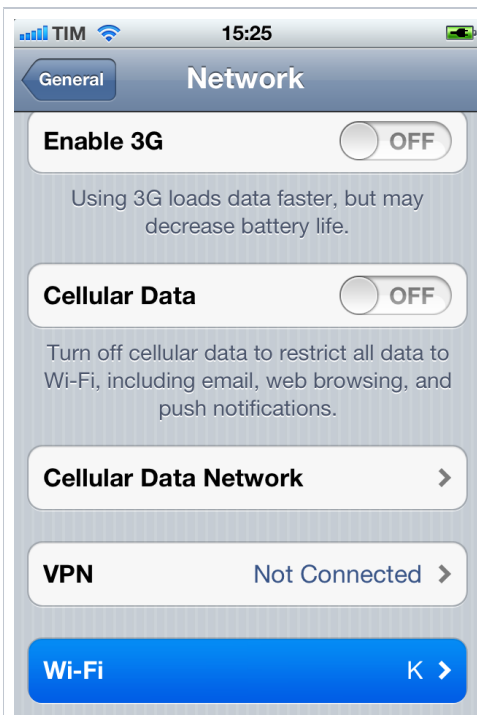 TIM 15:25
General Network
Enable 3G OFF
Using 3G loads data faster, but may
decrease battery life.
Cellular Data OFF
Turn off cellular data to restrict all data to
Wi-Fi, including email, web browsing, and
push notifications.
Cellular Data Network
VPN Not Connected
Wi-Fi K